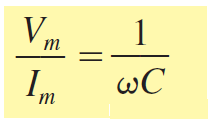 V_m / I_m = 1 / ωC